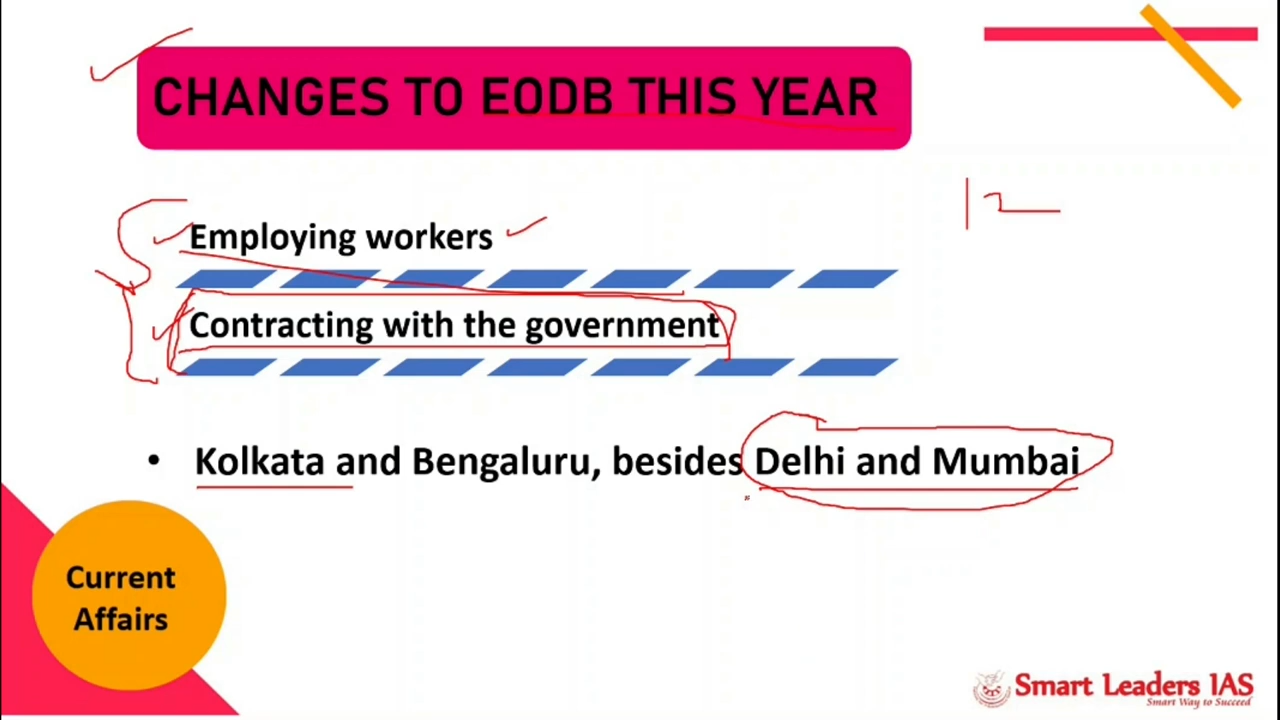 CHANGES TO EODB THIS YEAR
12
Employing workers
Contracting with the government
• Kolkata and Bengaluru, besides Delhi and Mumbai
Current
Affairs
Smart Leaders IAS
Smart Way to Succeed